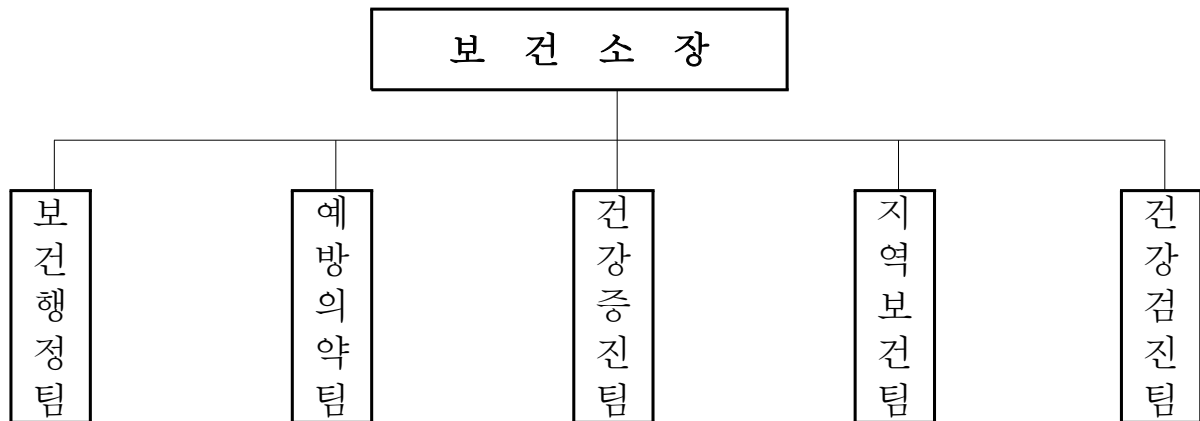 보 건 소 장
보건행정팀
예방의약팀
건강증진팀
지역보건팀
건강검진팀